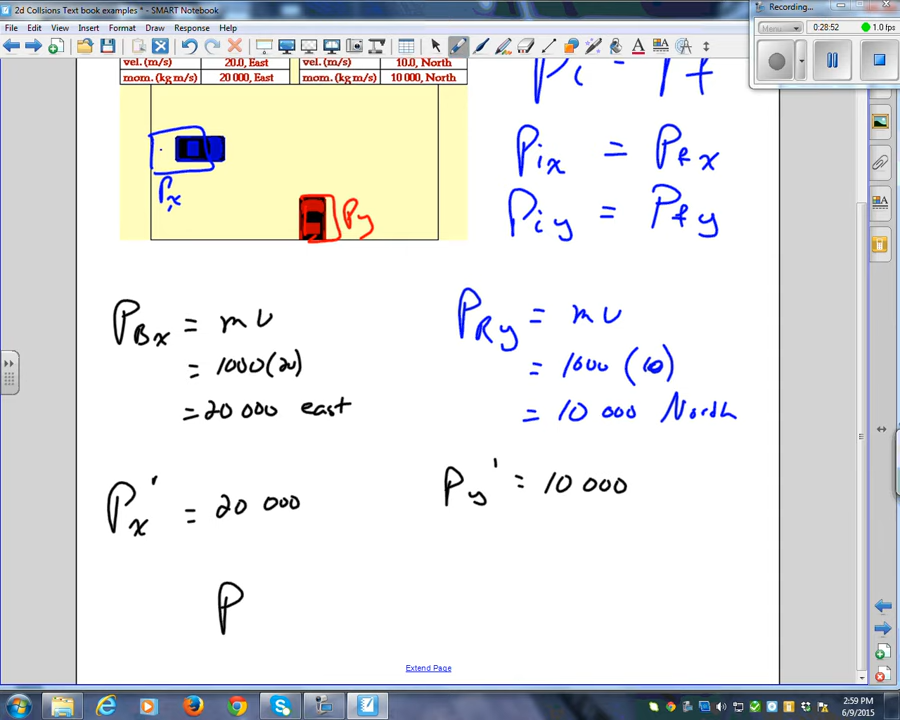 2d Collsions Text book examples * - SMART Notebook
Recording...
File Edit View Insert Format Draw Response Help
Menu
0:28:52
1.0 fps
vel. (m/s) 20.0, East vel. (m/s) 10.0, North
mom. (kg m/s) 20 000, East mom. (kg m/s) 10 000, North
Pi = Pf
Pix = Pfx
Px
Py
Piy = Pfy
PBx = mv
= 1000(20)
= 20 000 east
PRy = mv
= 1000 (10)
= 10 000 North
Px' = 20 000
Py' = 10 000
P
Extend Page
2:59 PM
6/9/2015